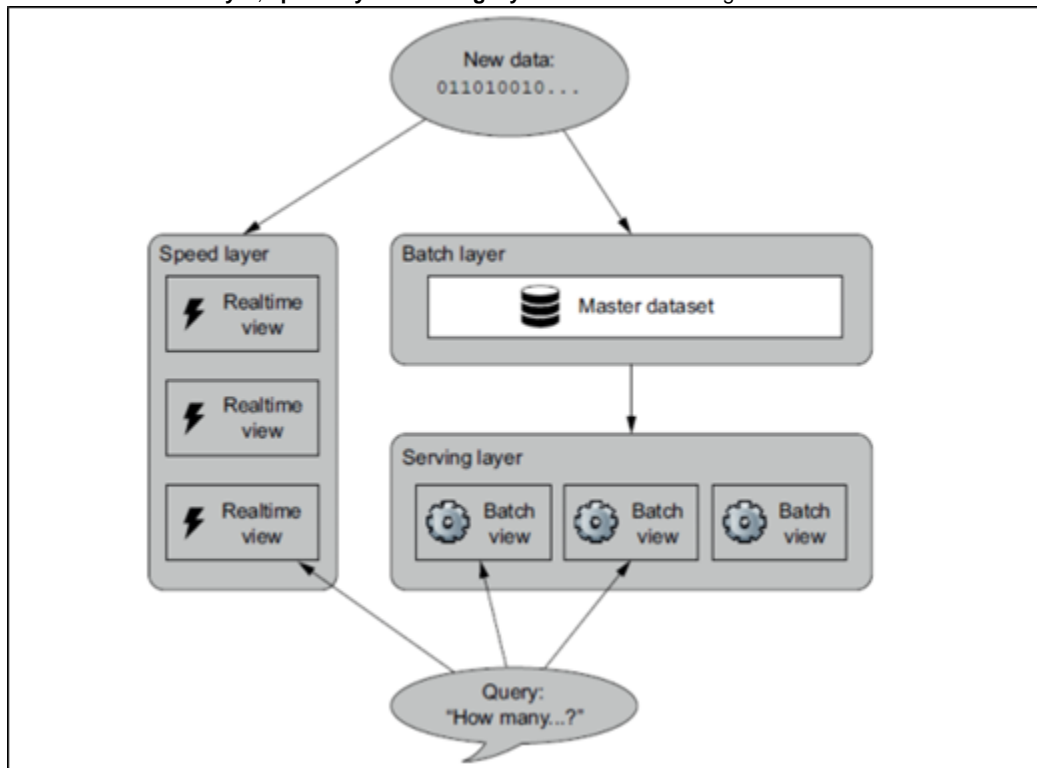 New data:
011010010...
Speed layer
Realtime
view
Realtime
view
Realtime
view
Batch layer
Master dataset
Serving layer
Batch
view
Batch
view
Batch
view
Query:
"How many...?"